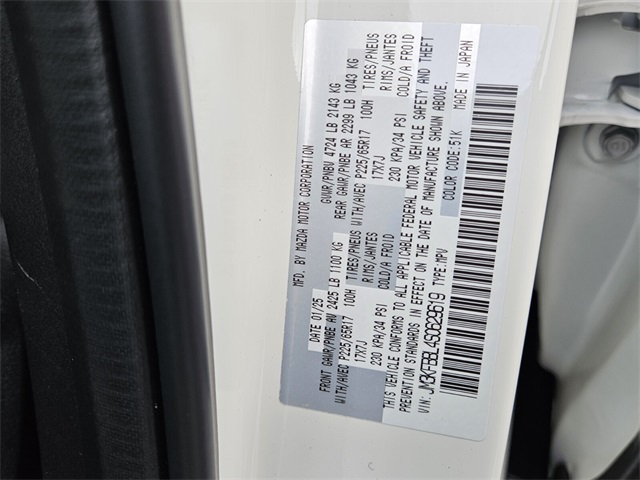 MFD. BY MAZDA MOTOR CORPORATION
DATE 01/25 GVWR/PNBV 4724 LB 2143 KG
FRONT GAWR/PNBE AV 2425 LB 1100 KG REAR GAWR/PNBE AR 2299 LB 1043 KG
WITH/AVEC P225/65R17 TIRES/PNEUS WITH/AVEC P225/65R17 TIRES/PNEUS
100H 100H
17X7J RIMS/JANTES 17X7J RIMS/JANTES
230 KPA/34 PSI COLD/A FROID 230 KPA/34 PSI COLD/A FROID
THIS VEHICLE CONFORMS TO ALL APPLICABLE FEDERAL MOTOR VEHICLE SAFETY AND THEFT
PREVENTION STANDARDS IN EFFECT ON THE DATE OF MANUFACTURE SHOWN ABOVE.
VIN: JM3KFBBL4S0629619 TYPE:MPV COLOR CODE:51K MADE IN JAPAN